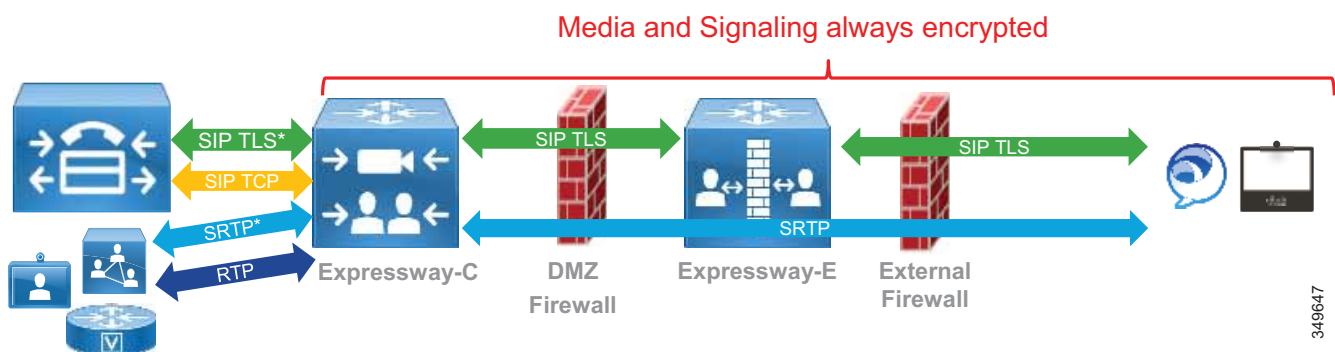 Media and Signaling always encrypted
SIP TLS*
SIP TCP
SRTP*
RTP
SIP TLS
SIP TLS
SRTP
Expressway-C
DMZ
Firewall
Expressway-E
External
Firewall
V
349647